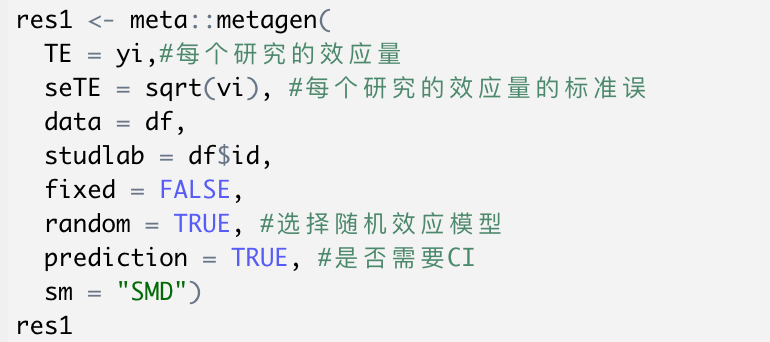 res1 <- meta::metagen(
  TE = yi,#每个研究的效应量
  seTE = sqrt(vi), #每个研究的效应量的标准误
  data = df,
  studlab = df$id,
  fixed = FALSE,
  random = TRUE, #选择随机效应模型
  prediction = TRUE, #是否需要CI
  sm = "SMD")
res1